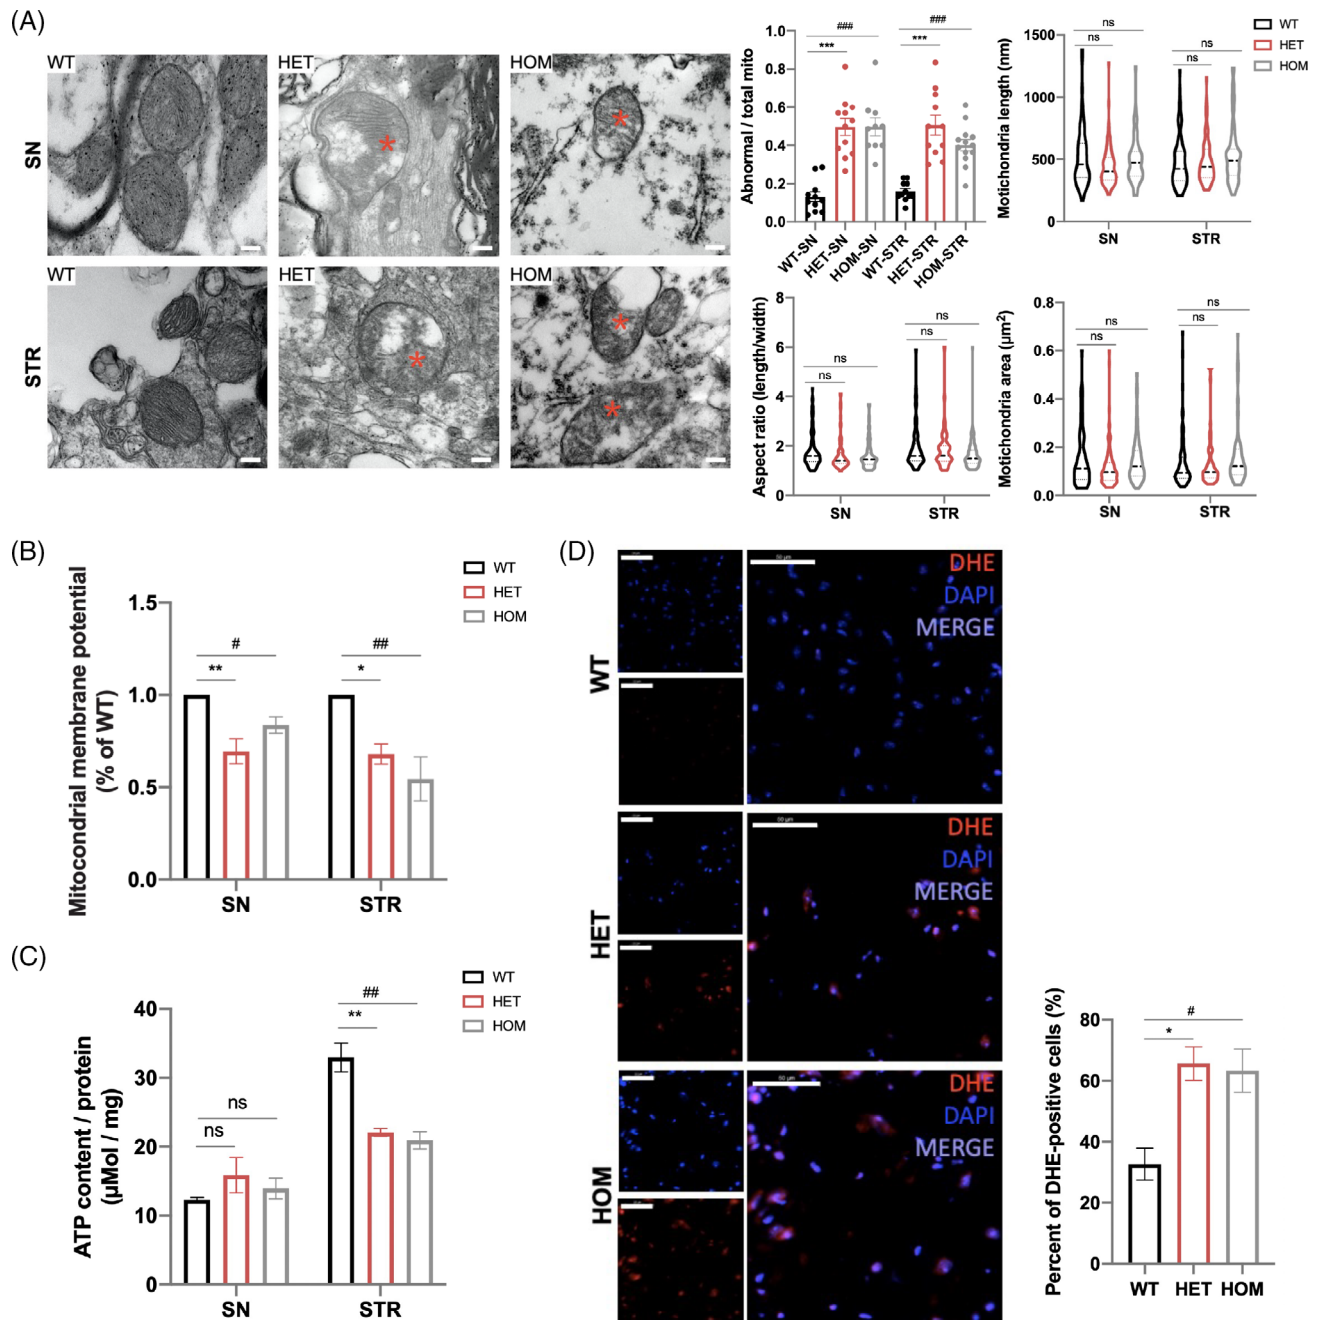 (A)
WT
HET
HOM
SN
WT
HET
HOM
STR
Abnormal / total mito
1.0
0.8
0.6
0.4
0.2
0.0
###
***
###
***
WT-SN
HET-SN
HOM-SN
WT-STR
HET-STR
HOM-STR
Motichondria length (nm)
1500
1000
500
0
ns
ns
ns
ns
SN
STR
WT
HET
HOM
Aspect ratio (length/width)
8
6
4
2
0
ns
ns
ns
ns
SN
STR
Motichondria area (µm²)
0.8
0.6
0.4
0.2
0.0
ns
ns
ns
ns
SN
STR
(B)
Mitocondrial membrane potential
(% of WT)
1.5
1.0
0.5
0.0
#
**
##
*
SN
STR
WT
HET
HOM
(C)
ATP content / protein
(µMol / mg)
40
30
20
10
0
ns
ns
##
**
SN
STR
WT
HET
HOM
(D)
WT
50 µm
DHE
DAPI
MERGE
HET
50 µm
DHE
DAPI
MERGE
HOM
50 µm
DHE
DAPI
MERGE
Percent of DHE-positive cells (%)
80
60
40
20
0
#
*
WT
HET
HOM